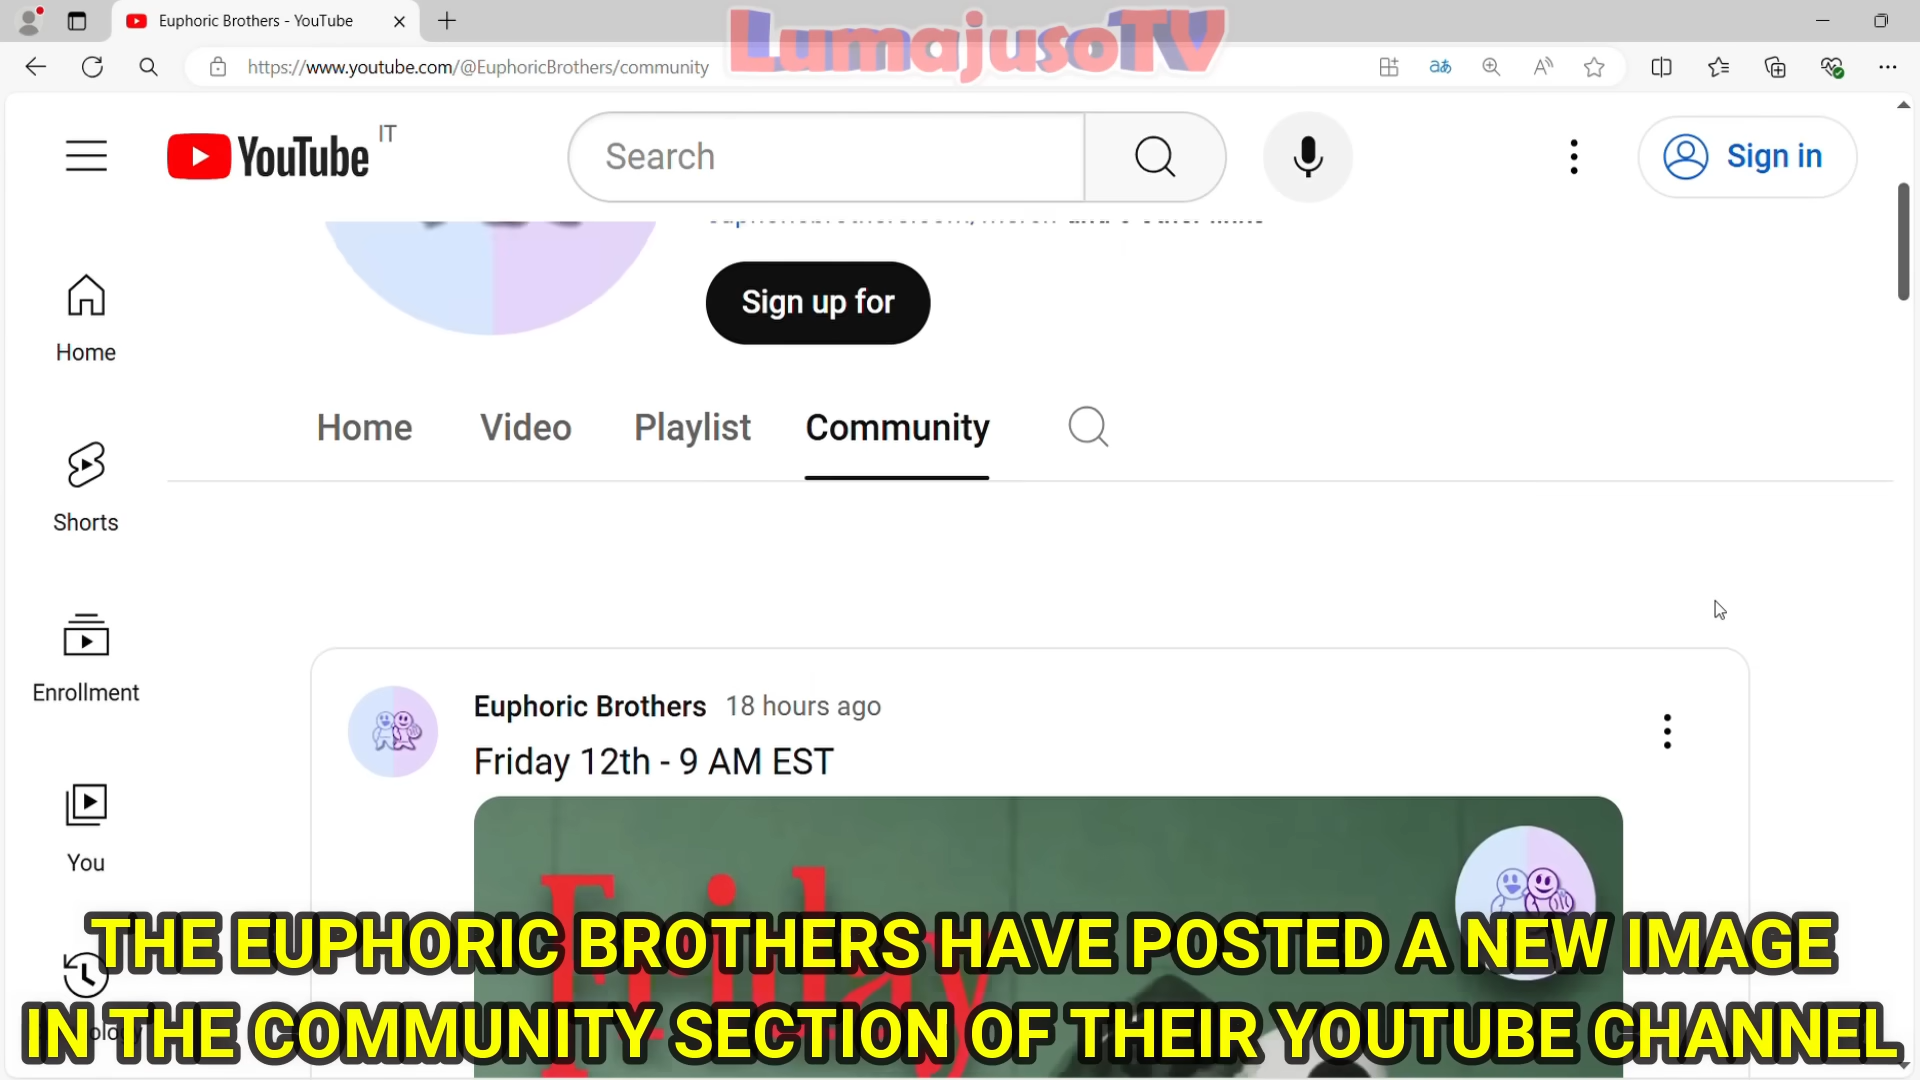 Euphoric Brothers - YouTube
LumajusoTV
https://www.youtube.com/@EuphoricBrothers/community
YouTube IT
Search
Sign in
Sign up for
Home
Video
Playlist
Community
Home
Shorts
Enrollment
You
Euphoric Brothers 18 hours ago
Friday 12th - 9 AM EST
Friday
THE EUPHORIC BROTHERS HAVE POSTED A NEW IMAGE
IN THE COMMUNITY SECTION OF THEIR YOUTUBE CHANNEL